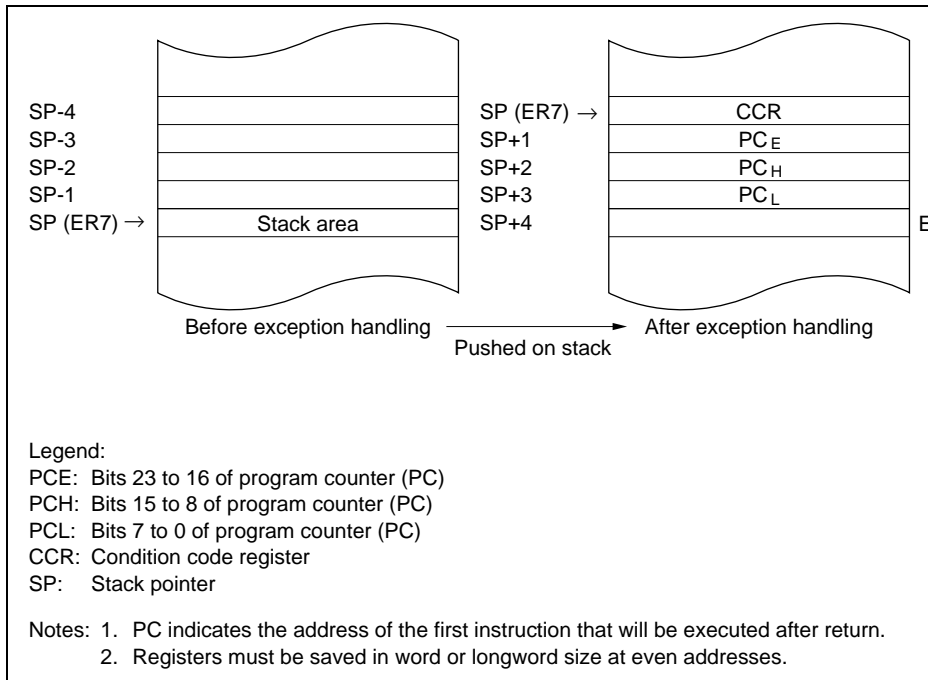 SP-4
SP-3
SP-2
SP-1
SP (ER7) →
Stack area
SP (ER7) →
SP+1
SP+2
SP+3
SP+4
CCR
PC E
PC H
PC L
E
Before exception handling
Pushed on stack
After exception handling
Legend:
PCE: Bits 23 to 16 of program counter (PC)
PCH: Bits 15 to 8 of program counter (PC)
PCL: Bits 7 to 0 of program counter (PC)
CCR: Condition code register
SP: Stack pointer
Notes: 1. PC indicates the address of the first instruction that will be executed after return.
2. Registers must be saved in word or longword size at even addresses.